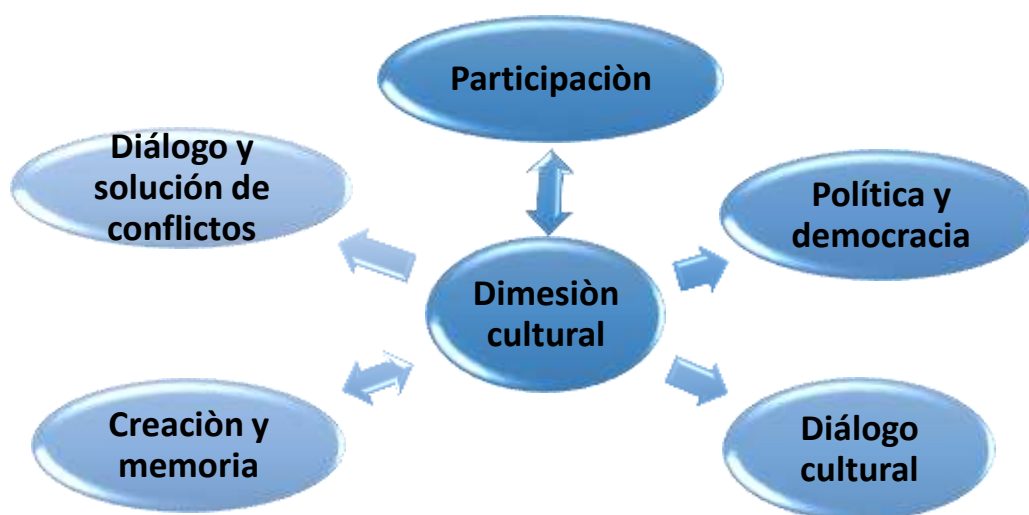 Participaciòn
Diálogo y
solución de
conflictos
Política y
democracia
Dimesiòn
cultural
Creaciòn y
memoria
Diálogo
cultural